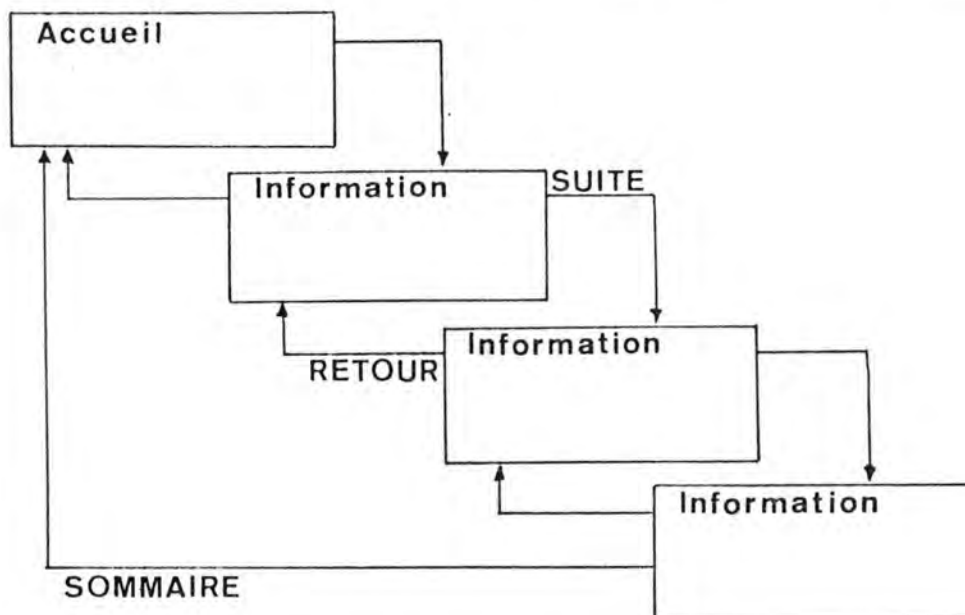 Accueil
Information
SUITE
Information
RETOUR
Information
SOMMAIRE